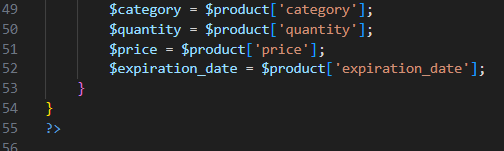 49 $category = $product['category'];
50 $quantity = $product['quantity'];
51 $price = $product['price'];
52 $expiration_date = $product['expiration_date'];
53 }
54 }
55 ?>
56